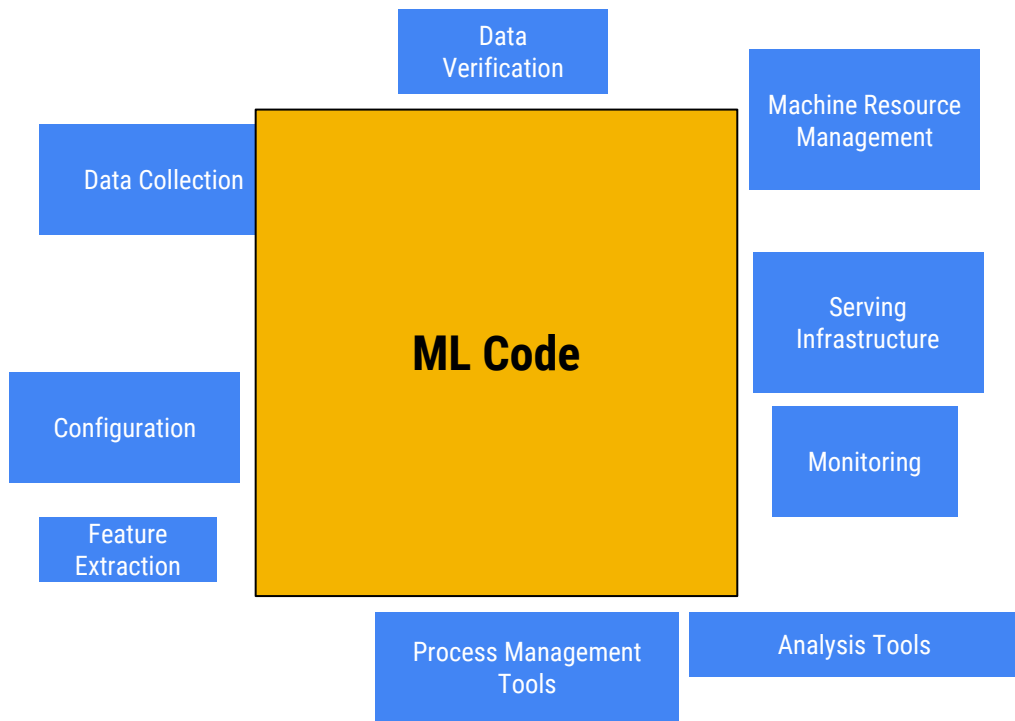 Data
Verification
Machine Resource
Management
Data Collection
Serving
Infrastructure
ML Code
Configuration
Monitoring
Feature
Extraction
Process Management
Tools
Analysis Tools